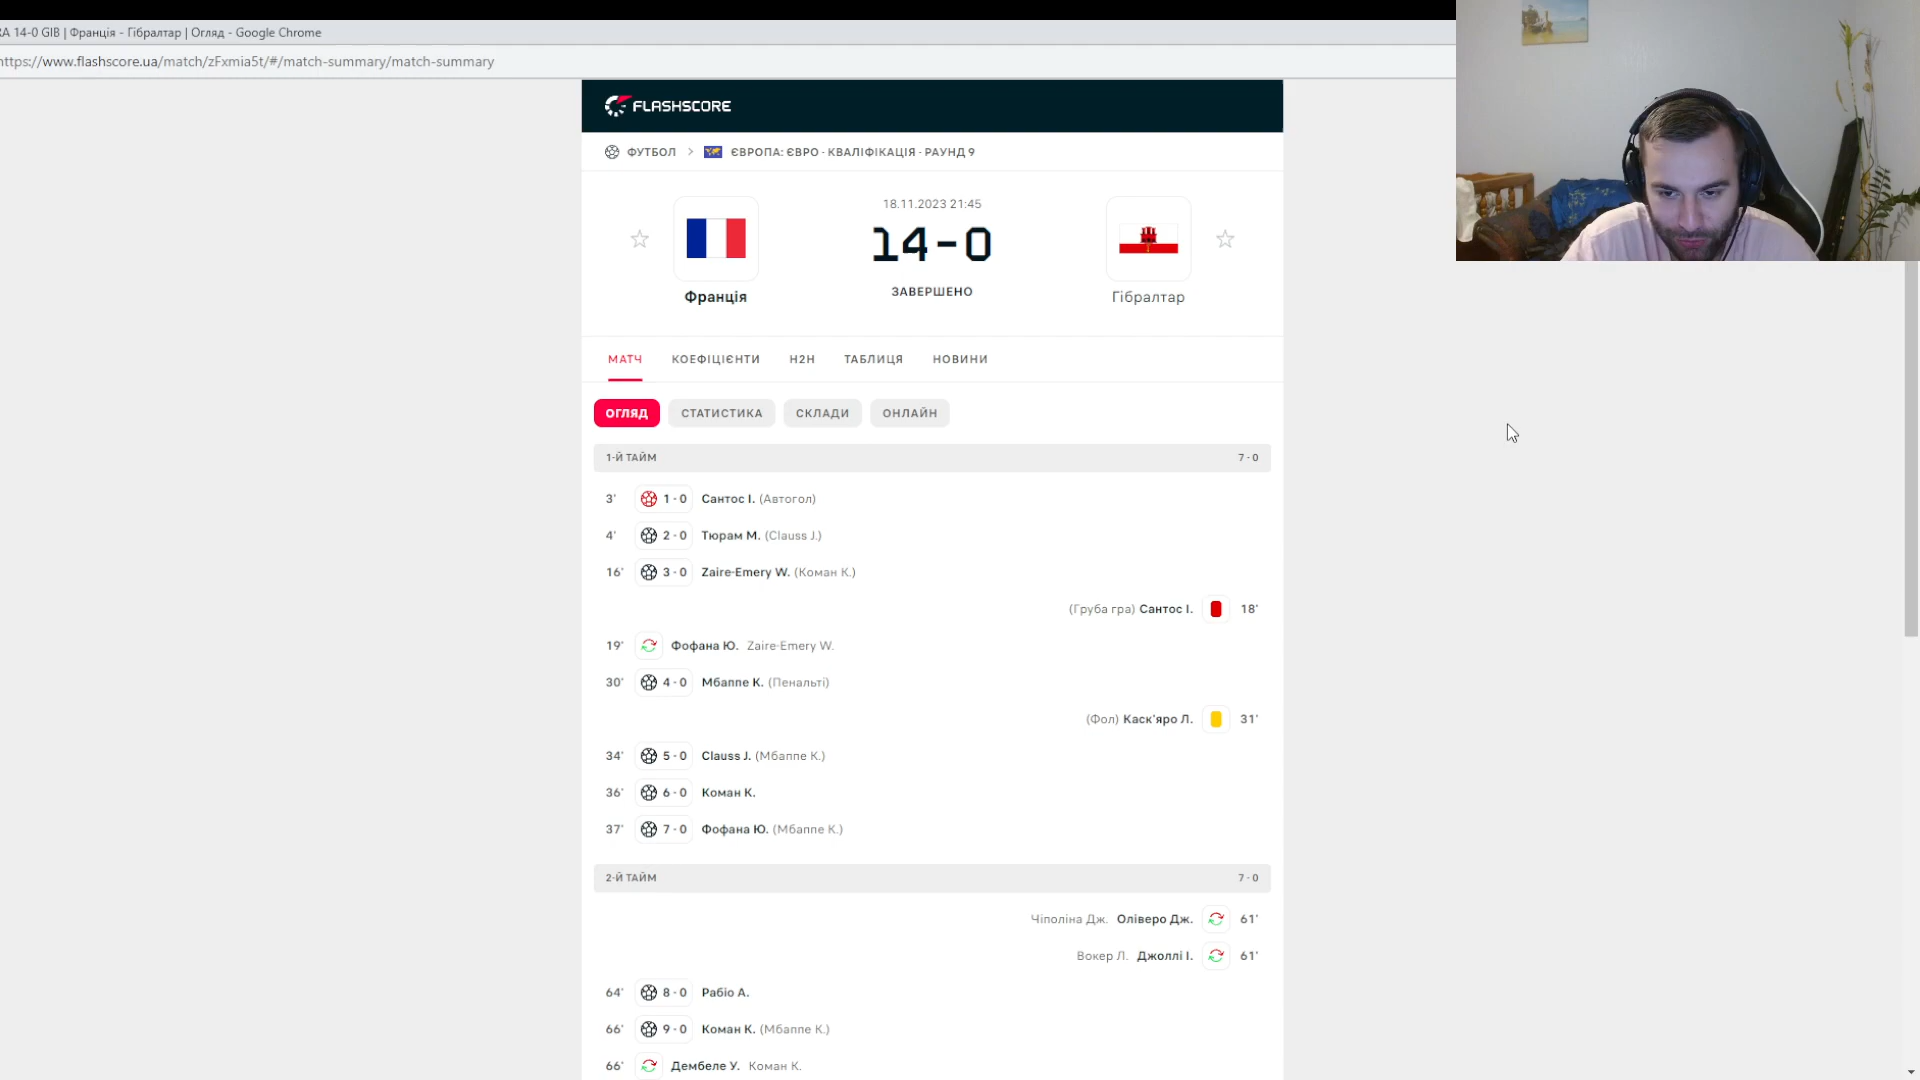 RA 14-0 GIB | Франція - Гібралтар | Огляд - Google Chrome
https://www.flashscore.ua/match/zFxmia5t/#/match-summary/match-summary
FLASHSCORE
ФУТБОЛ > ЄВРОПА: ЄВРО - КВАЛІФІКАЦІЯ - РАУНД 9
18.11.2023 21:45
14-0
ЗАВЕРШЕНО
Франція
Гібралтар
МАТЧ КОЕФІЦІЄНТИ H2H ТАБЛИЦЯ НОВИНИ
ОГЛЯД СТАТИСТИКА СКЛАДИ ОНЛАЙН
1-Й ТАЙМ 7 - 0
3' 1 - 0 Сантос І. (Автогол)
4' 2 - 0 Тюрам М. (Clauss J.)
16' 3 - 0 Zaire-Emery W. (Коман К.)
(Груба гра) Сантос І. 18'
19' Фофана Ю. Zaire-Emery W.
30' 4 - 0 Мбаппе К. (Пенальті)
(Фол) Каск'яро Л. 31'
34' 5 - 0 Clauss J. (Мбаппе К.)
36' 6 - 0 Коман К.
37' 7 - 0 Фофана Ю. (Мбаппе К.)
2-Й ТАЙМ 7 - 0
Чіполіна Дж. Оліверо Дж. 61'
Вокер Л. Джоллі І. 61'
64' 8 - 0 Рабіо А.
66' 9 - 0 Коман К. (Мбаппе К.)
66' Дембеле У. Коман К.